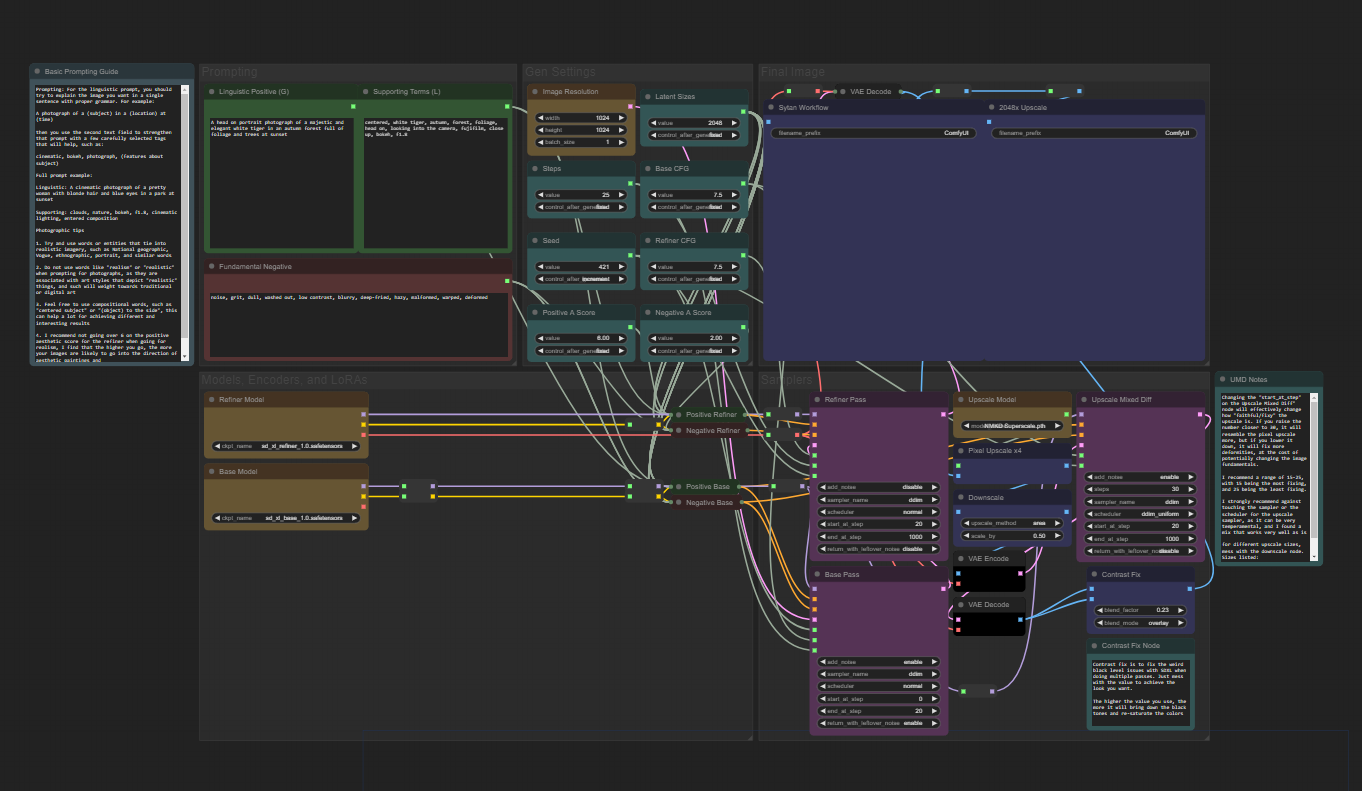 Basic Prompting Guide
Prompting: For the linguistic prompt, you should
try to explain the image you want in a single
sentence with proper grammar. For example:
A photograph of a (subject) in a (location) at
(time)
then you use the second text field to strengthen
that prompt with a few carefully selected tags
that will help, such as:
cinematic, bokeh, photograph, (features about
subject)
Full prompt example:
Linguistic: A cinematic photograph of a pretty
woman with blonde hair and blue eyes in a park at
sunset
Supporting: clouds, nature, bokeh, f1.8, cinematic
lighting, entered composition
Photographic tips
1. Try and use words or entities that tie into
realistic imagery, such as National geographic,
Vogue, ethnographic, portrait, and similar words
2. Do not use words like "realism" or "realistic"
when prompting for photographs, as they are
associated with art styles that depict "realistic"
things, and such will weight towards traditional
or digital art
3. Feel free to use compositional words, such as
"centered subject" or "(object) to the side", this
can help a lot for achieving different and
interesting results
4. I recommend not going over 6 on the positive
aesthetic score for the refiner when going for
realism, I find that the higher you go, the more
your images are likely to go into the direction of
aesthetic paintings and
Prompting
Linguistic Positive (G)
A head on portrait photograph of a majestic and
elegant white tiger in an autumn forest full of
foliage and trees at sunset
Supporting Terms (L)
centered, white tiger, autumn, forest, foliage,
head on, looking into the camera, fujifilm, close
up, bokeh, f1.8
Fundamental Negative
noise, grit, dull, washed out, low contrast, blurry, deep-fried, hazy, malformed, warped, deformed
Gen Settings
Image Resolution
width 1024
height 1024
batch_size 1
Latent Sizes
value 2048
control_after_gene fixed
Steps
value 25
control_after_gene fixed
Base CFG
value 7.5
control_after_gene fixed
Seed
value 421
control_after_ge increment
Refiner CFG
value 7.5
control_after_gene fixed
Positive A Score
value 6.00
control_after_gene fixed
Negative A Score
value 2.00
control_after_gene fixed
Final Image
VAE Decode
Sytan Workflow
filename_prefix ComfyUI
2048x Upscale
filename_prefix ComfyUI
Models, Encoders, and LoRAs
Refiner Model
ckpt_name sd_xl_refiner_1.0.safetensors
Base Model
ckpt_name sd_xl_base_1.0.safetensors
Positive Refiner
Negative Refiner
Positive Base
Negative Base
Samplers
Refiner Pass
add_noise disable
sampler_name ddim
scheduler normal
start_at_step 20
end_at_step 1000
return_with_leftover_noise disable
Base Pass
add_noise enable
sampler_name ddim
scheduler normal
start_at_step 0
end_at_step 20
return_with_leftover_noise enable
Upscale Model
NMKD-Superscale.pth
Pixel Upscale x4
Downscale
upscale_method area
scale_by 0.50
VAE Encode
VAE Decode
Upscale Mixed Diff
add_noise enable
steps 30
sampler_name ddim
scheduler ddim_uniform
start_at_step 20
end_at_step 1000
return_with_leftover_nois disable
Contrast Fix
blend_factor 0.23
blend_mode overlay
Contrast Fix Node
Contrast fix is to fix the weird
black level issues with SDXL when
doing multiple passes. Just mess
with the value to achieve the
look you want.
The higher the value you use, the
more it will bring down the black
tones and re-saturate the colors
UMD Notes
Changing the "start_at_step"
on the Upscale Mixed Diff"
node will effectively change
how "faithful/fixy" the
upscale is. If you raise the
number closer to 30, it will
resemble the pixel upscale
more, but if you lower it
down, it will fix more
deformities, at the cost of
potentially changing the image
fundamentals.
I recommend a range of 15-25,
with 15 being the most fixing,
and 25 being the least fixing.
I strongly recommend against
touching the sampler or the
scheduler for the upscale
sampler, as it can be very
temperamental, and I found a
mix that works very well as is
for different upscale sizes,
mess with the downscale node.
Sizes listed: